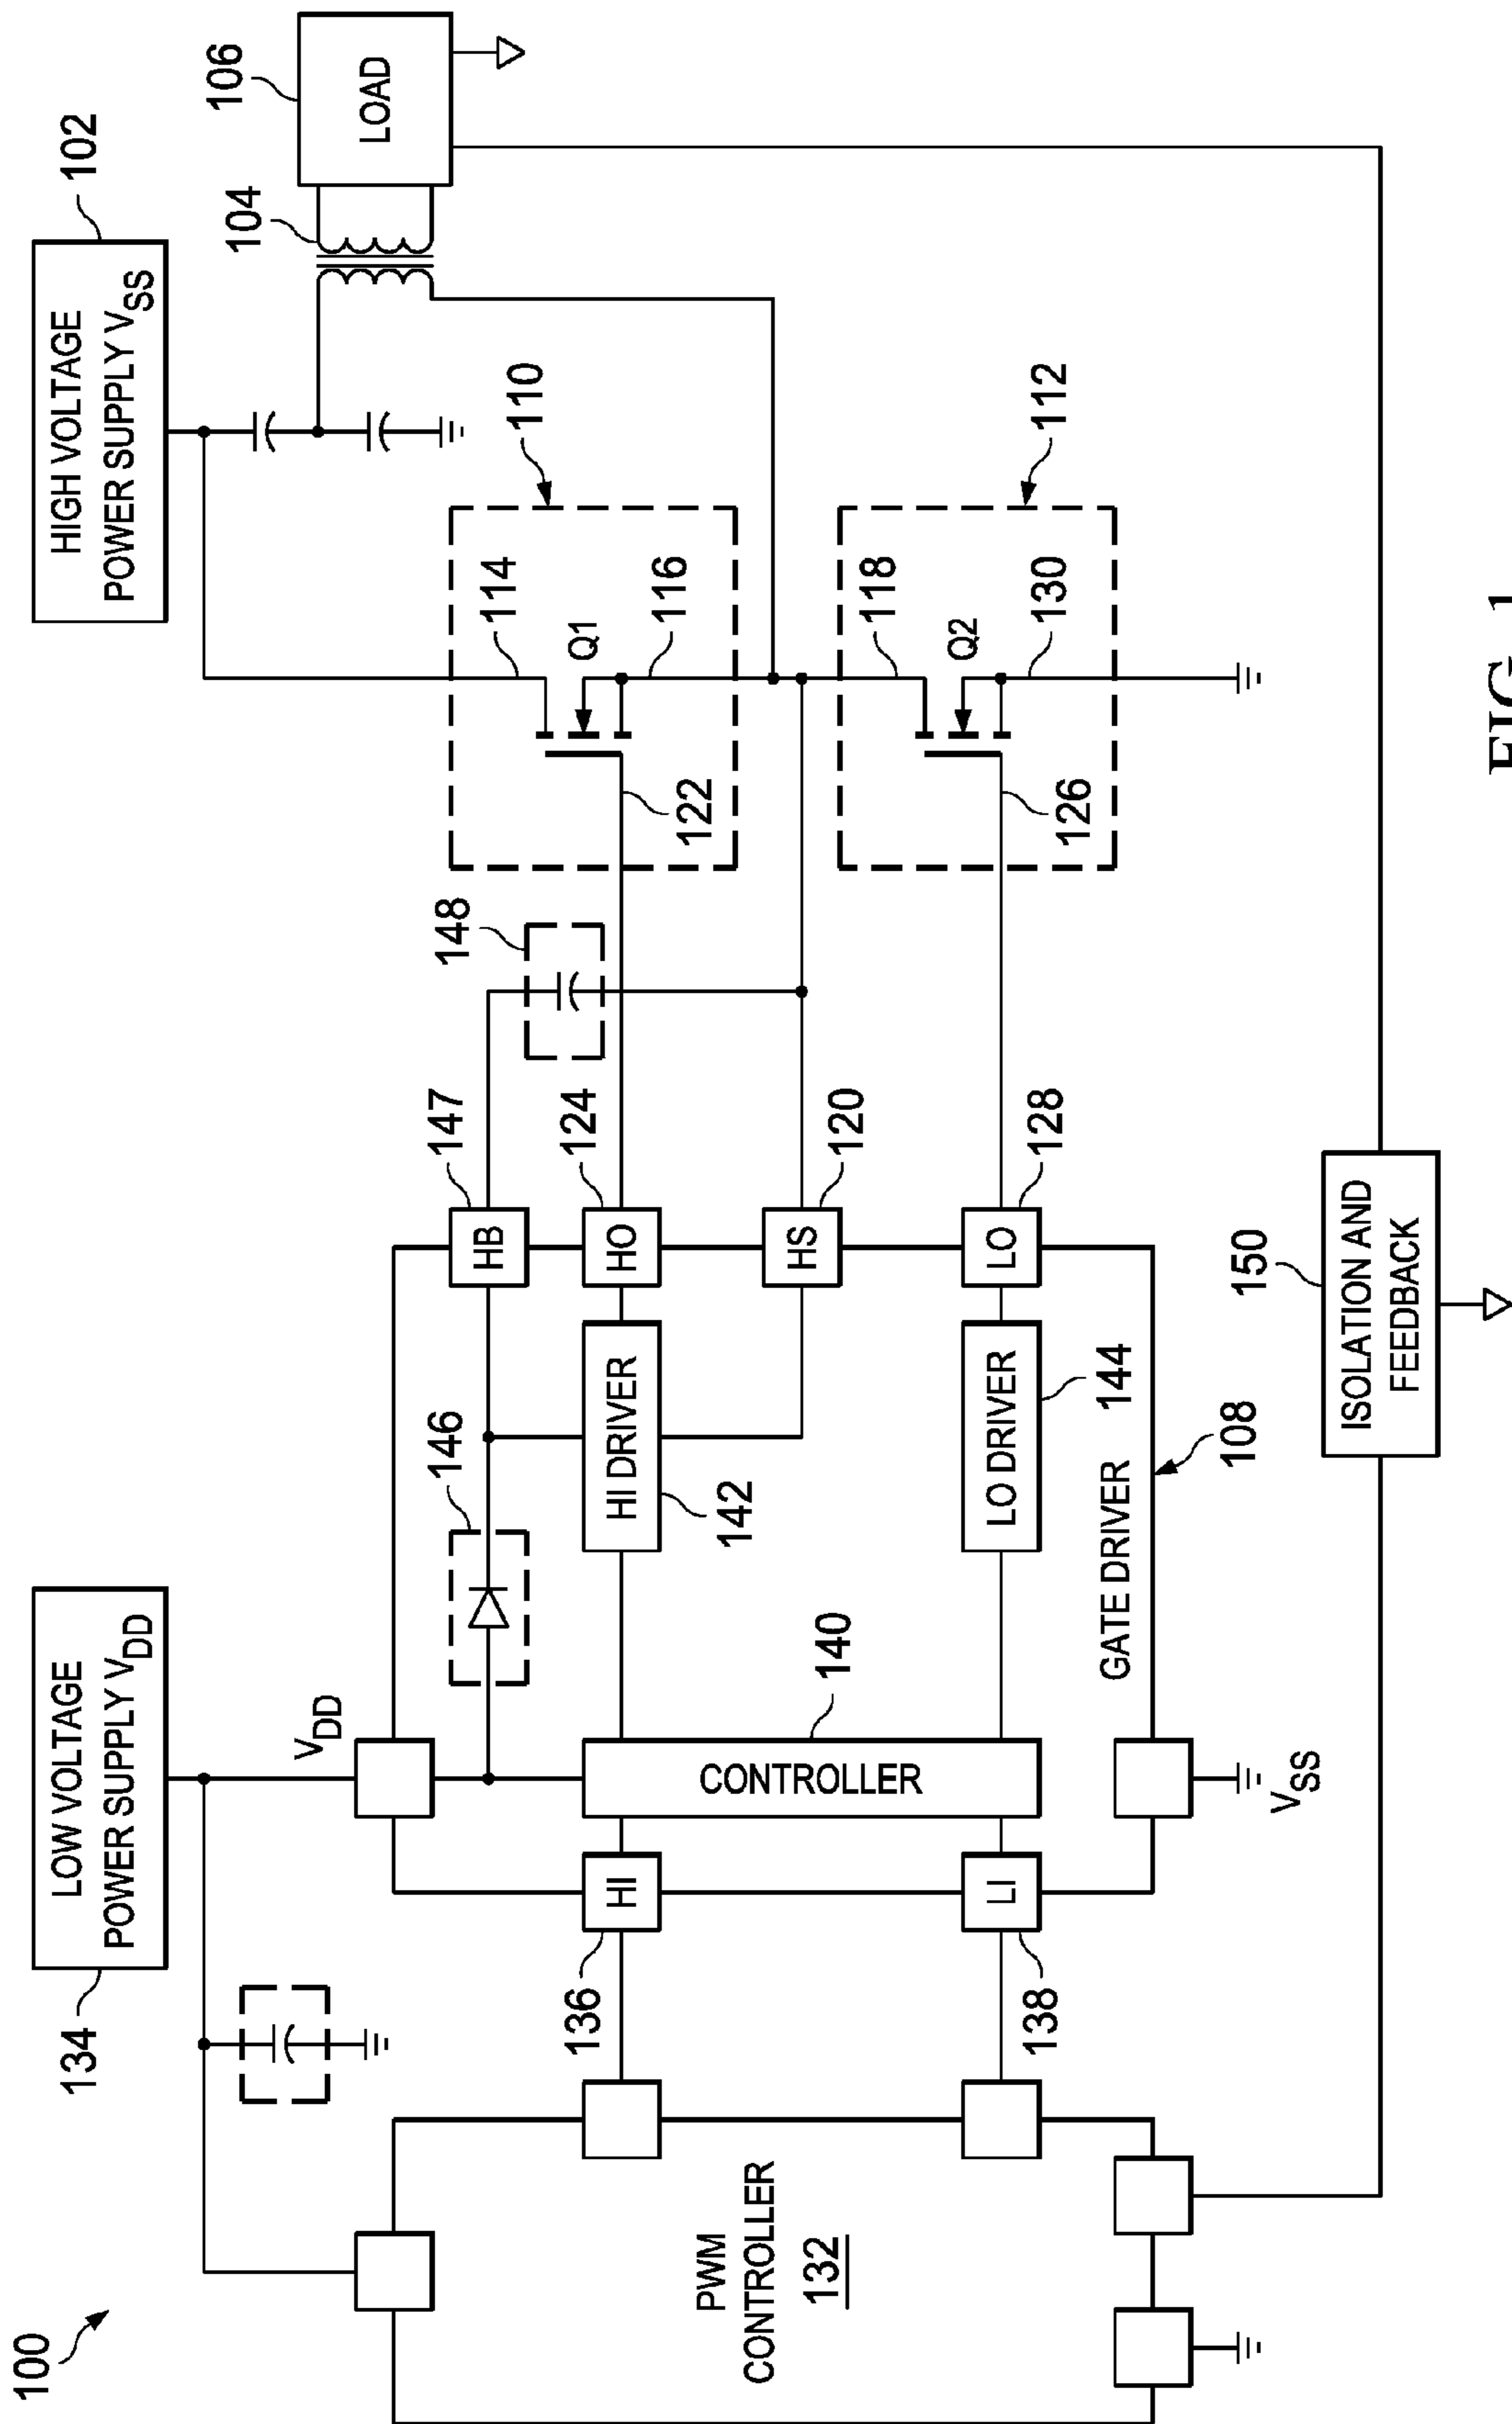 100
LOW VOLTAGE
POWER SUPPLY VDD
134
HIGH VOLTAGE
POWER SUPPLY VSS
102
104
LOAD
106
PWM
CONTROLLER
132
VDD
136
HI
138
LI
CONTROLLER
140
146
HI DRIVER
142
LO DRIVER
144
GATE DRIVER
108
VSS
HB
147
HO
124
HS
120
LO
128
148
110
114
Q1
116
122
112
118
Q2
130
126
ISOLATION AND
FEEDBACK
150